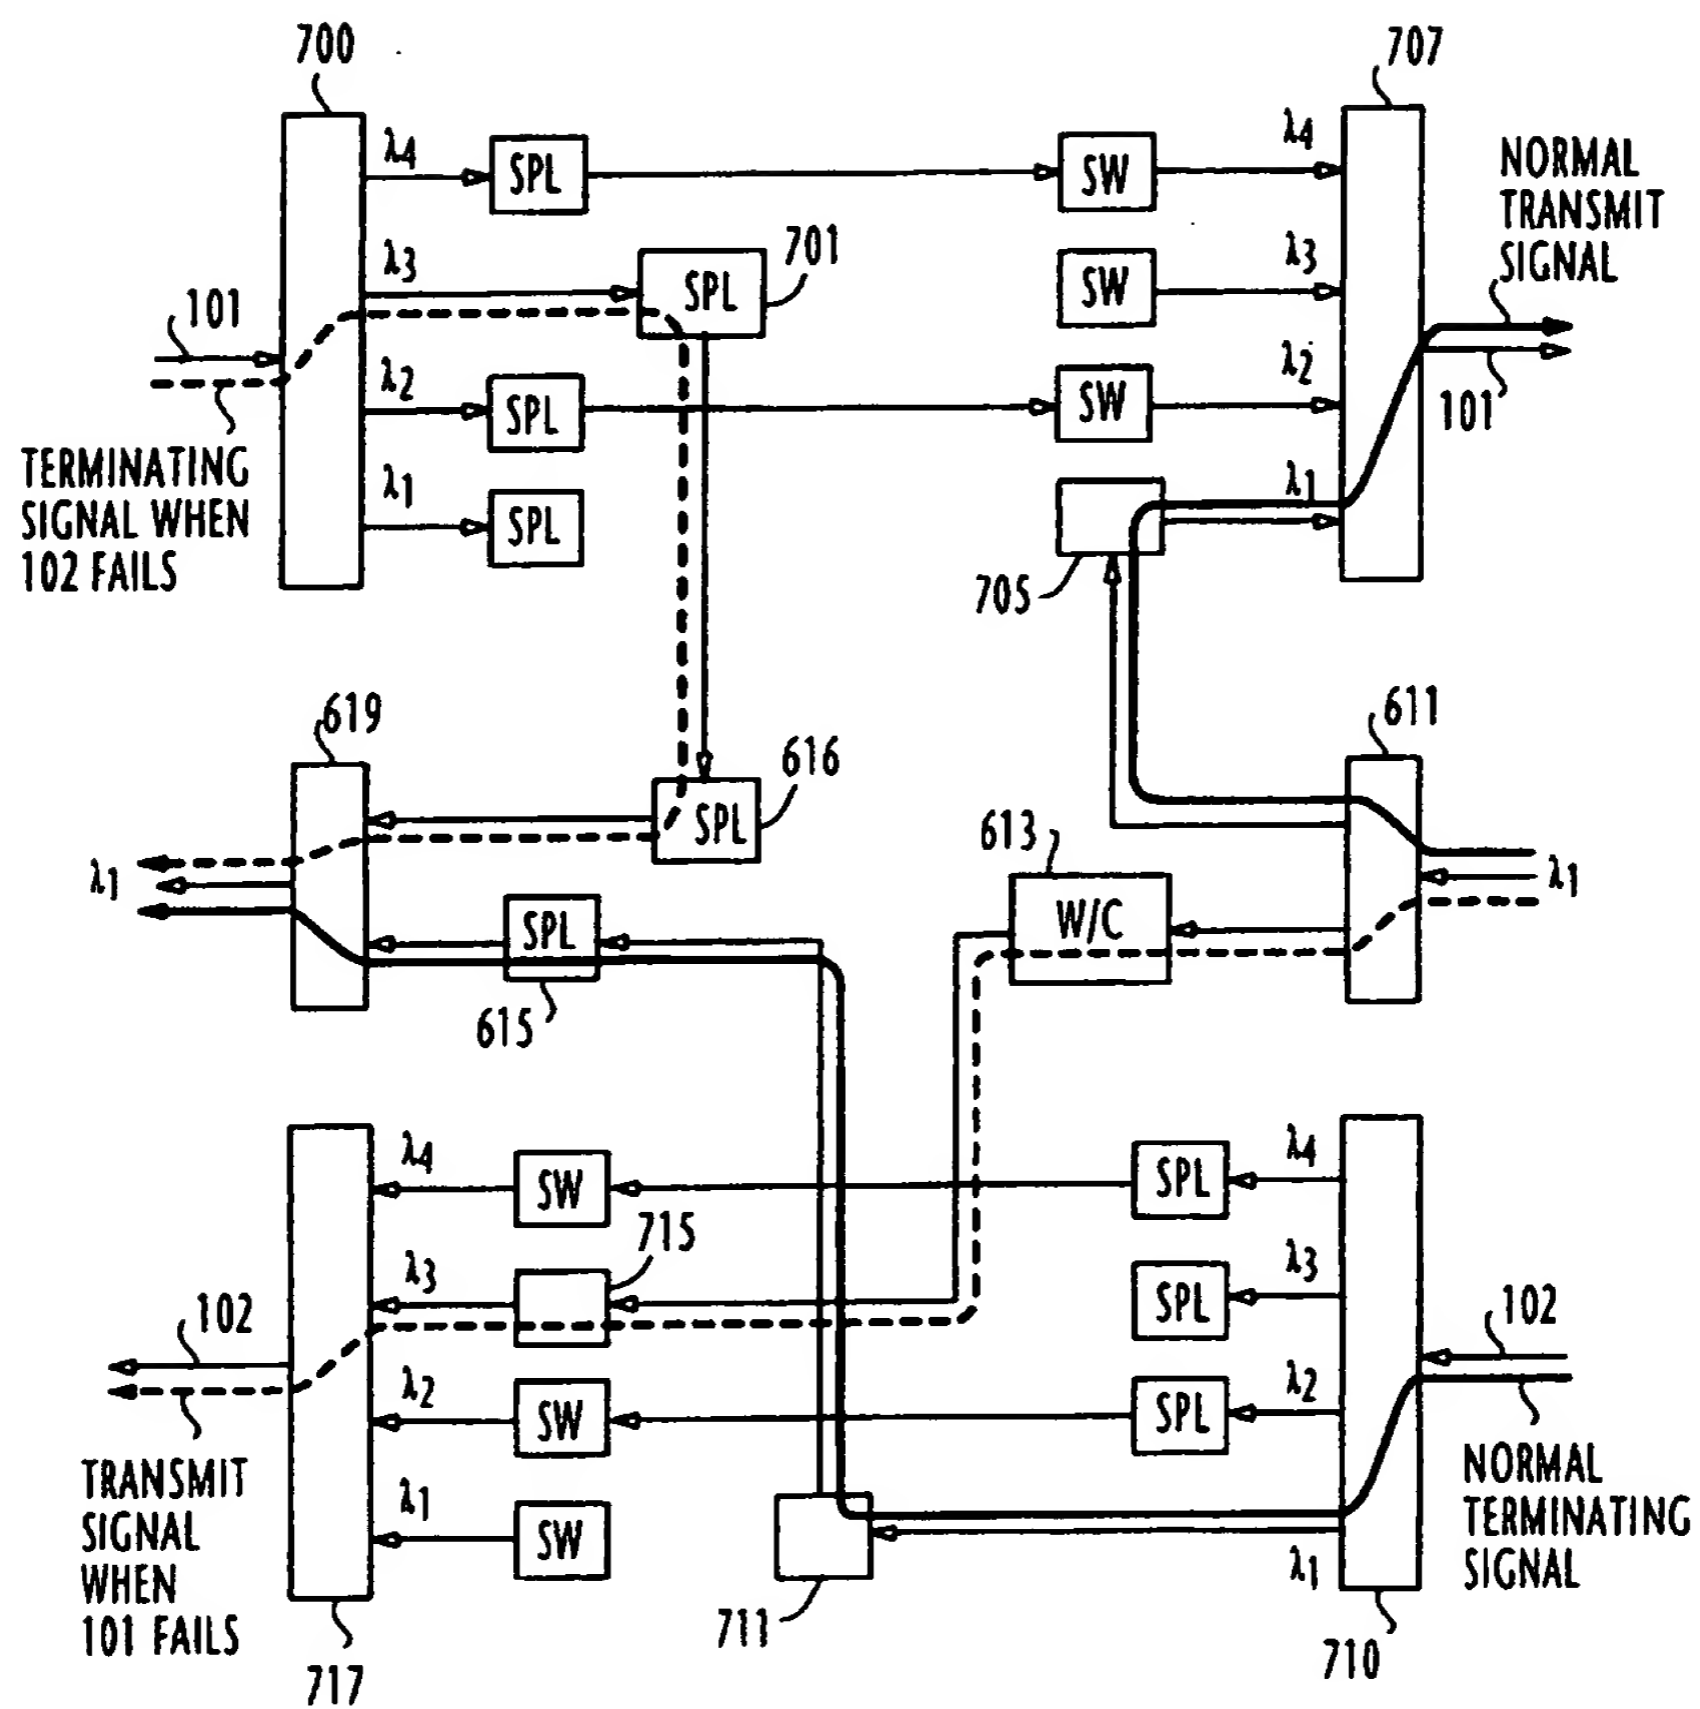 700
707
λ4
SPL
SW
λ4
NORMAL
TRANSMIT
SIGNAL
λ3
SPL
701
SW
λ3
101
λ2
SPL
SW
λ2
101
TERMINATING
SIGNAL WHEN
102 FAILS
λ1
SPL
λ1
705
619
611
616
SPL
613
W/C
λ1
λ1
SPL
615
λ4
SW
SPL
λ4
715
λ3
SPL
λ3
102
102
λ2
SW
SPL
λ2
TRANSMIT
SIGNAL
WHEN
101 FAILS
λ1
SW
NORMAL
TERMINATING
SIGNAL
λ1
711
710
717